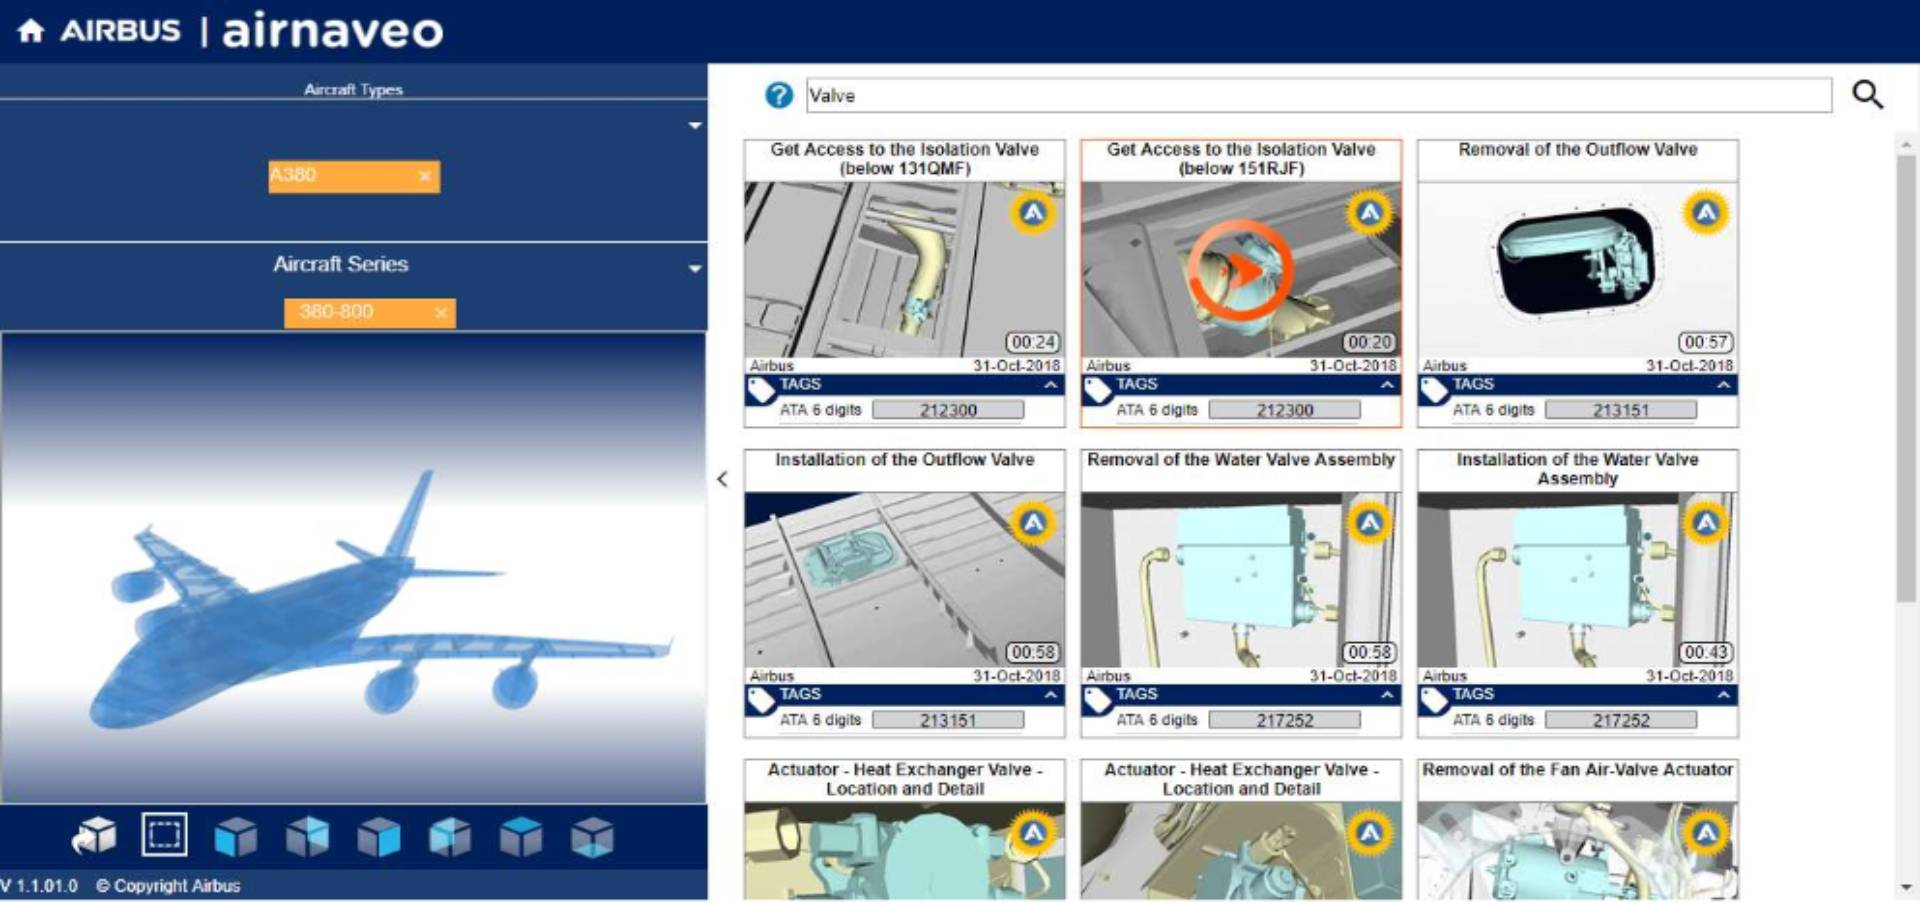 AIRBUS | airnaveo
Aircraft Types
A380 ×
Aircraft Series
380-800 ×
V 1.1.01.0 © Copyright Airbus
? Valve
Get Access to the Isolation Valve
(below 131QMF)
00:24
Airbus 31-Oct-2018
TAGS
ATA 6 digits 212300
Get Access to the Isolation Valve
(below 151RJF)
00:20
Airbus 31-Oct-2018
TAGS
ATA 6 digits 212300
Removal of the Outflow Valve
00:57
Airbus 31-Oct-2018
TAGS
ATA 6 digits 213151
Installation of the Outflow Valve
00:58
Airbus 31-Oct-2018
TAGS
ATA 6 digits 213151
Removal of the Water Valve Assembly
00:58
Airbus 31-Oct-2018
TAGS
ATA 6 digits 217252
Installation of the Water Valve
Assembly
00:43
Airbus 31-Oct-2018
TAGS
ATA 6 digits 217252
Actuator - Heat Exchanger Valve -
Location and Detail
Actuator - Heat Exchanger Valve -
Location and Detail
Removal of the Fan Air-Valve Actuator